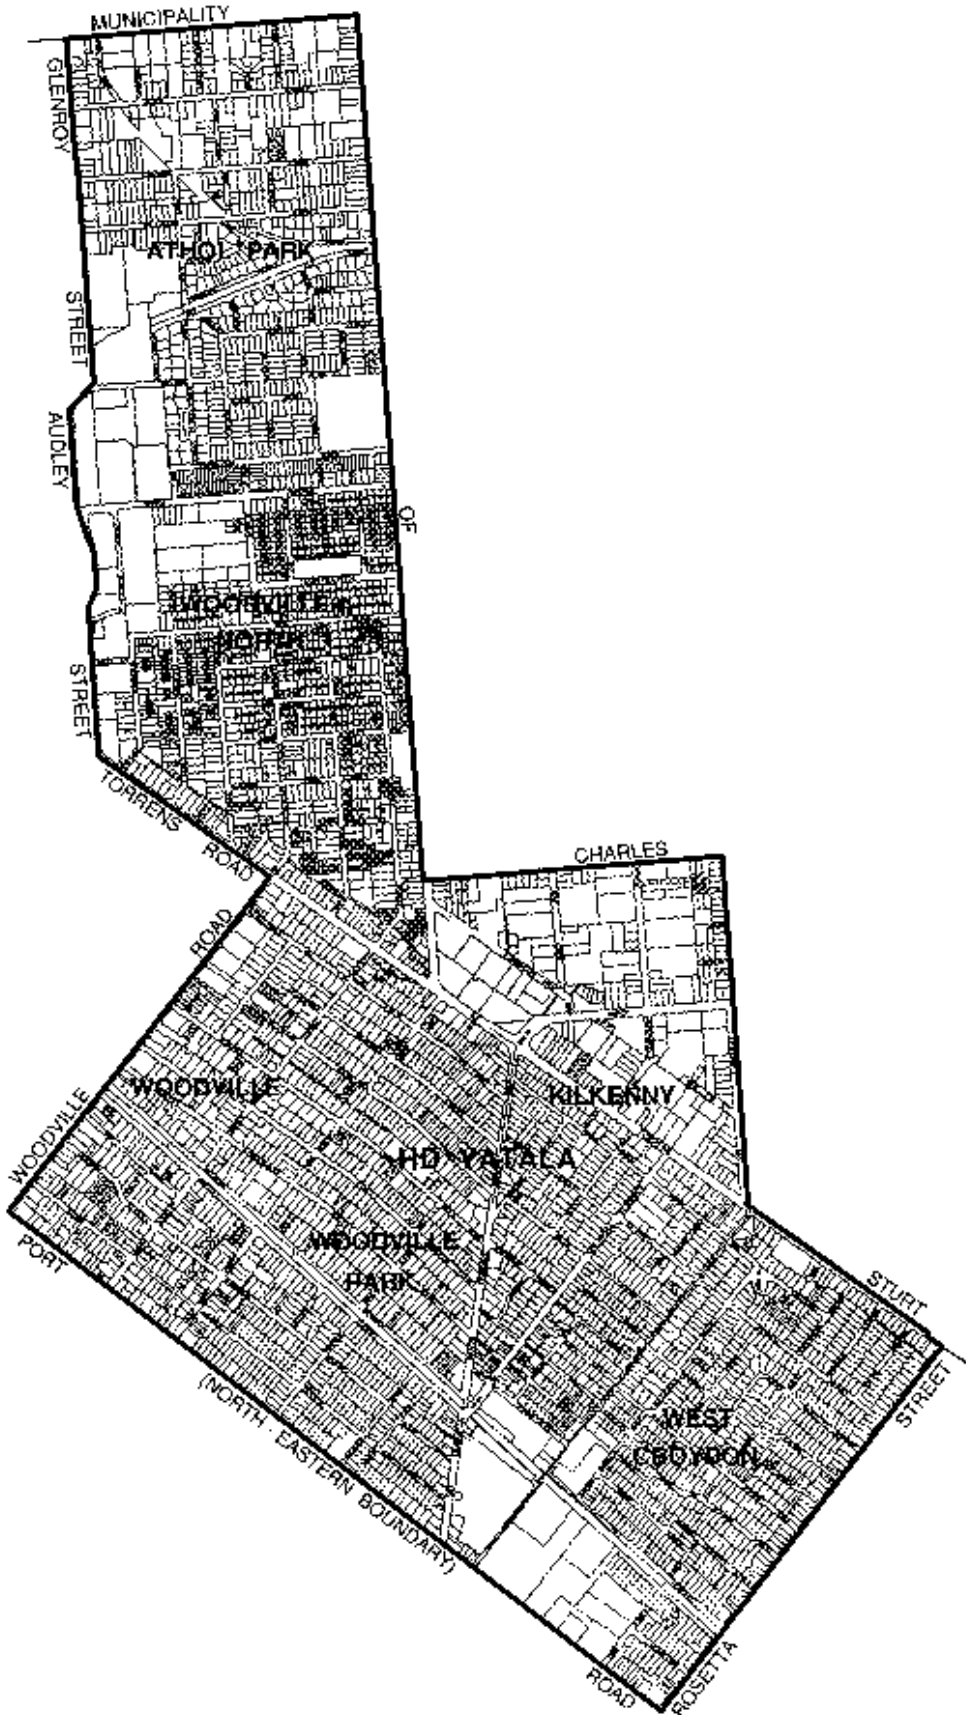 MUNICIPALITY
GLENROY
ATHOL PARK
STREET
AUDLEY
OF
WOODVILLE
NORTH
STREET
TORRENS
ROAD
CHARLES
ROAD
WOODVILLE
KILKENNY
WOODVILLE
HD YATALA
WOODVILLE
PARK
PORT
STURT
STREET
(NORTH - EASTERN BOUNDARY)
WEST
CROYDON
ROAD
ROSETTA